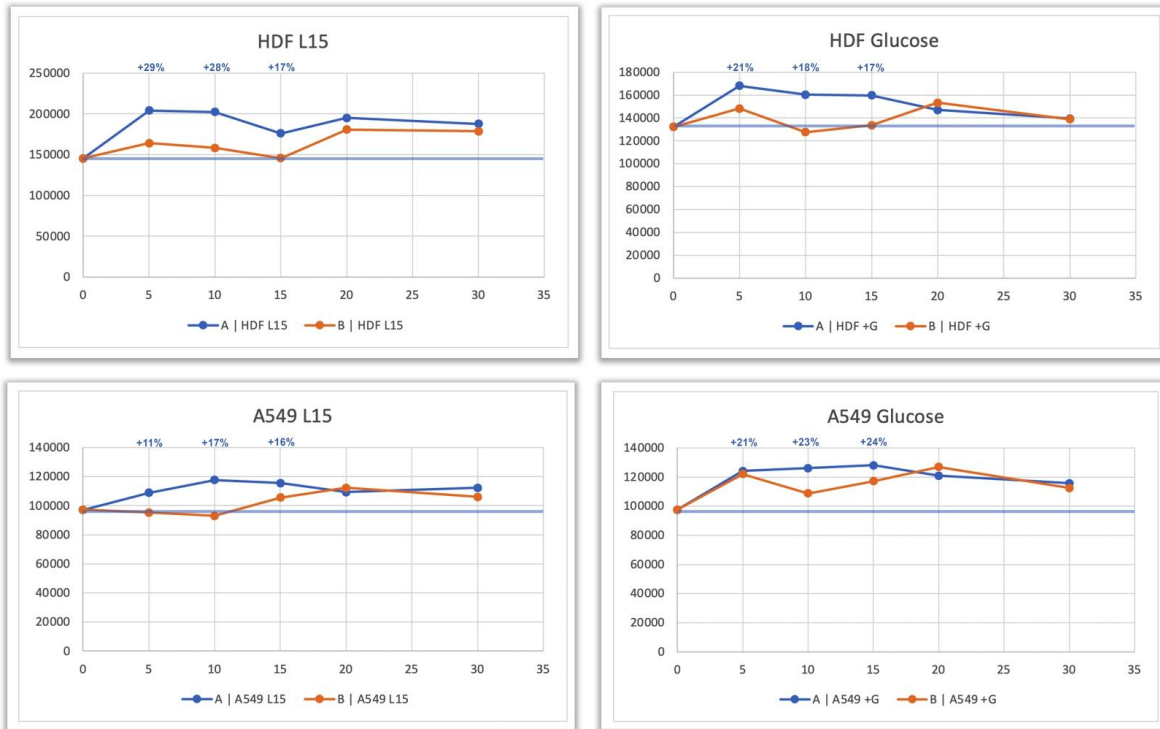 HDF L15
+29% +28% +17%
250000
200000
150000
100000
50000
0
0 5 10 15 20 25 30 35
A | HDF L15 B | HDF L15
HDF Glucose
+21% +18% +17%
180000
160000
140000
120000
100000
80000
60000
40000
20000
0
0 5 10 15 20 25 30 35
A | HDF +G B | HDF +G
A549 L15
+11% +17% +16%
140000
120000
100000
80000
60000
40000
20000
0
0 5 10 15 20 25 30 35
A | A549 L15 B | A549 L15
A549 Glucose
+21% +23% +24%
140000
120000
100000
80000
60000
40000
20000
0
0 5 10 15 20 25 30 35
A | A549 +G B | A549 +G